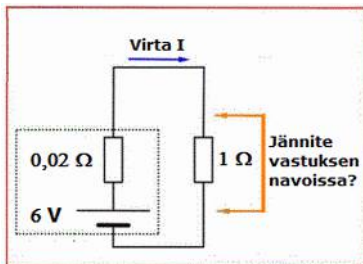 Virta I
0,02 Ω
1 Ω
Jännite
vastuksen
navoissa?
6 V